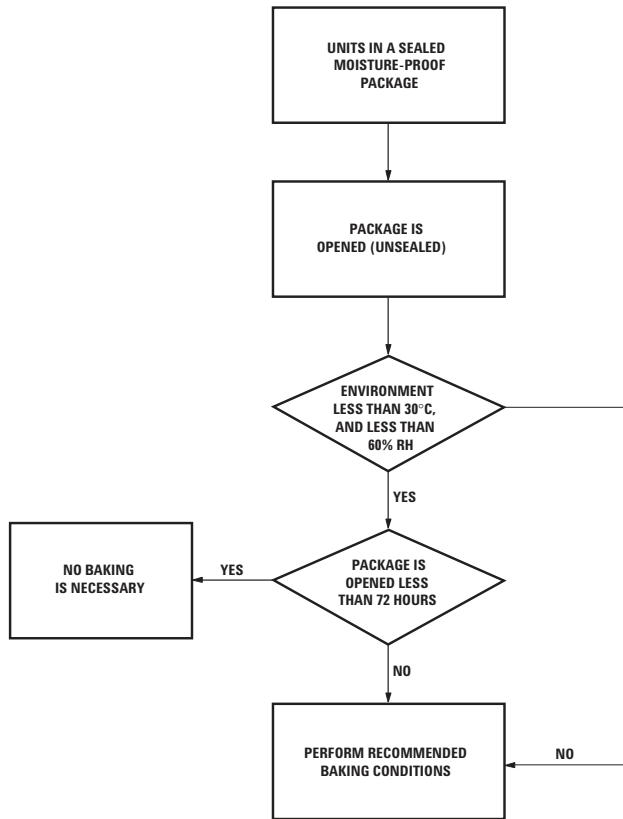 UNITS IN A SEALED
MOISTURE-PROOF
PACKAGE
PACKAGE IS
OPENED (UNSEALED)
ENVIRONMENT
LESS THAN 30°C,
AND LESS THAN
60% RH
YES
PACKAGE IS
OPENED LESS
THAN 72 HOURS
YES
NO BAKING
IS NECESSARY
NO
PERFORM RECOMMENDED
BAKING CONDITIONS
NO